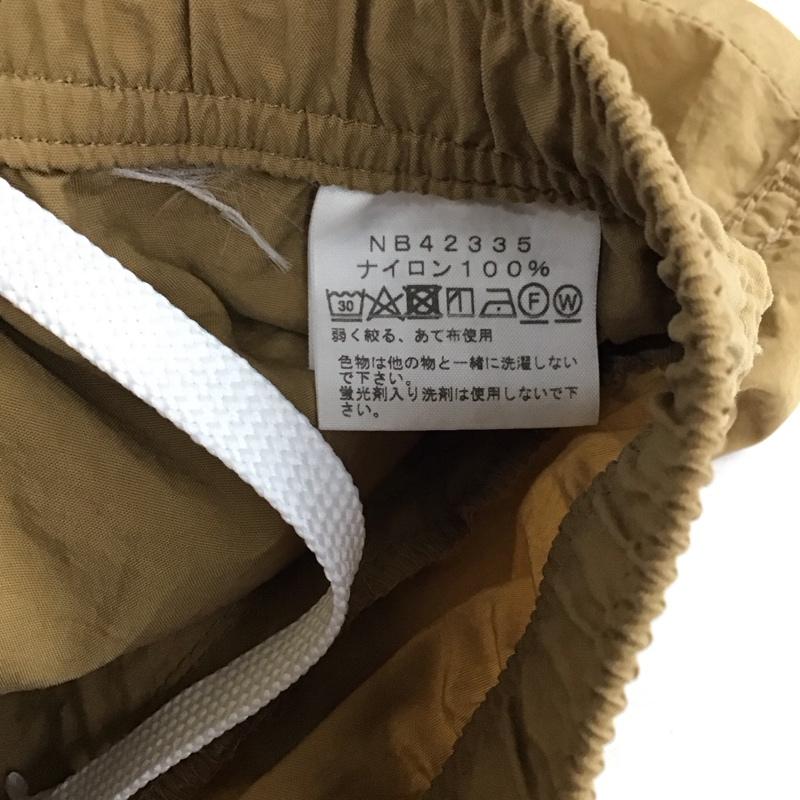 NB42335
ナイロン100%
30 F W
弱く絞る、あて布使用
色物は他の物と一緒に洗濯しない
で下さい。
蛍光剤入り洗剤は使用しないで下
さい。